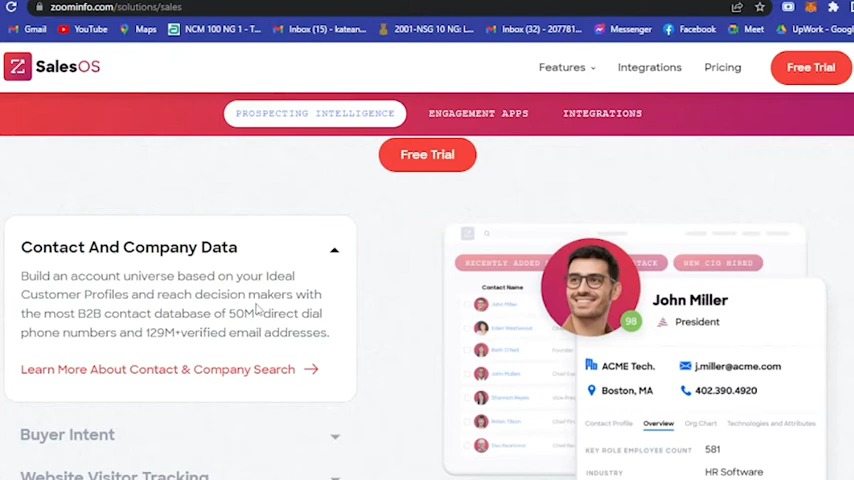 zoominfo.com/solutions/sales
Gmail
YouTube
Maps
NCM 100 NG 1 - T...
Inbox (15) - katean...
2001-NSG 10 NG: L...
Inbox (32) - 207781...
Messenger
Facebook
Meet
UpWork - Googl
SalesOS
Features
Integrations
Pricing
Free Trial
PROSPECTING INTELLIGENCE
ENGAGEMENT APPS
INTEGRATIONS
Free Trial
Contact And Company Data
Build an account universe based on your Ideal
Customer Profiles and reach decision makers with
the most B2B contact database of 50M+direct dial
phone numbers and 129M+verified email addresses.
Learn More About Contact & Company Search
Buyer Intent
Website Visitor Tracking
RECENTLY ADDED
TACK
NEW CIO HIRED
Contact Name
John Miller
98
John Miller
President
ACME Tech.
j.miller@acme.com
Boston, MA
402.390.4920
Contact Profile
Overview
Org Chart
Technologies and Attributes
KEY ROLE EMPLOYEE COUNT
581
INDUSTRY
HR Software